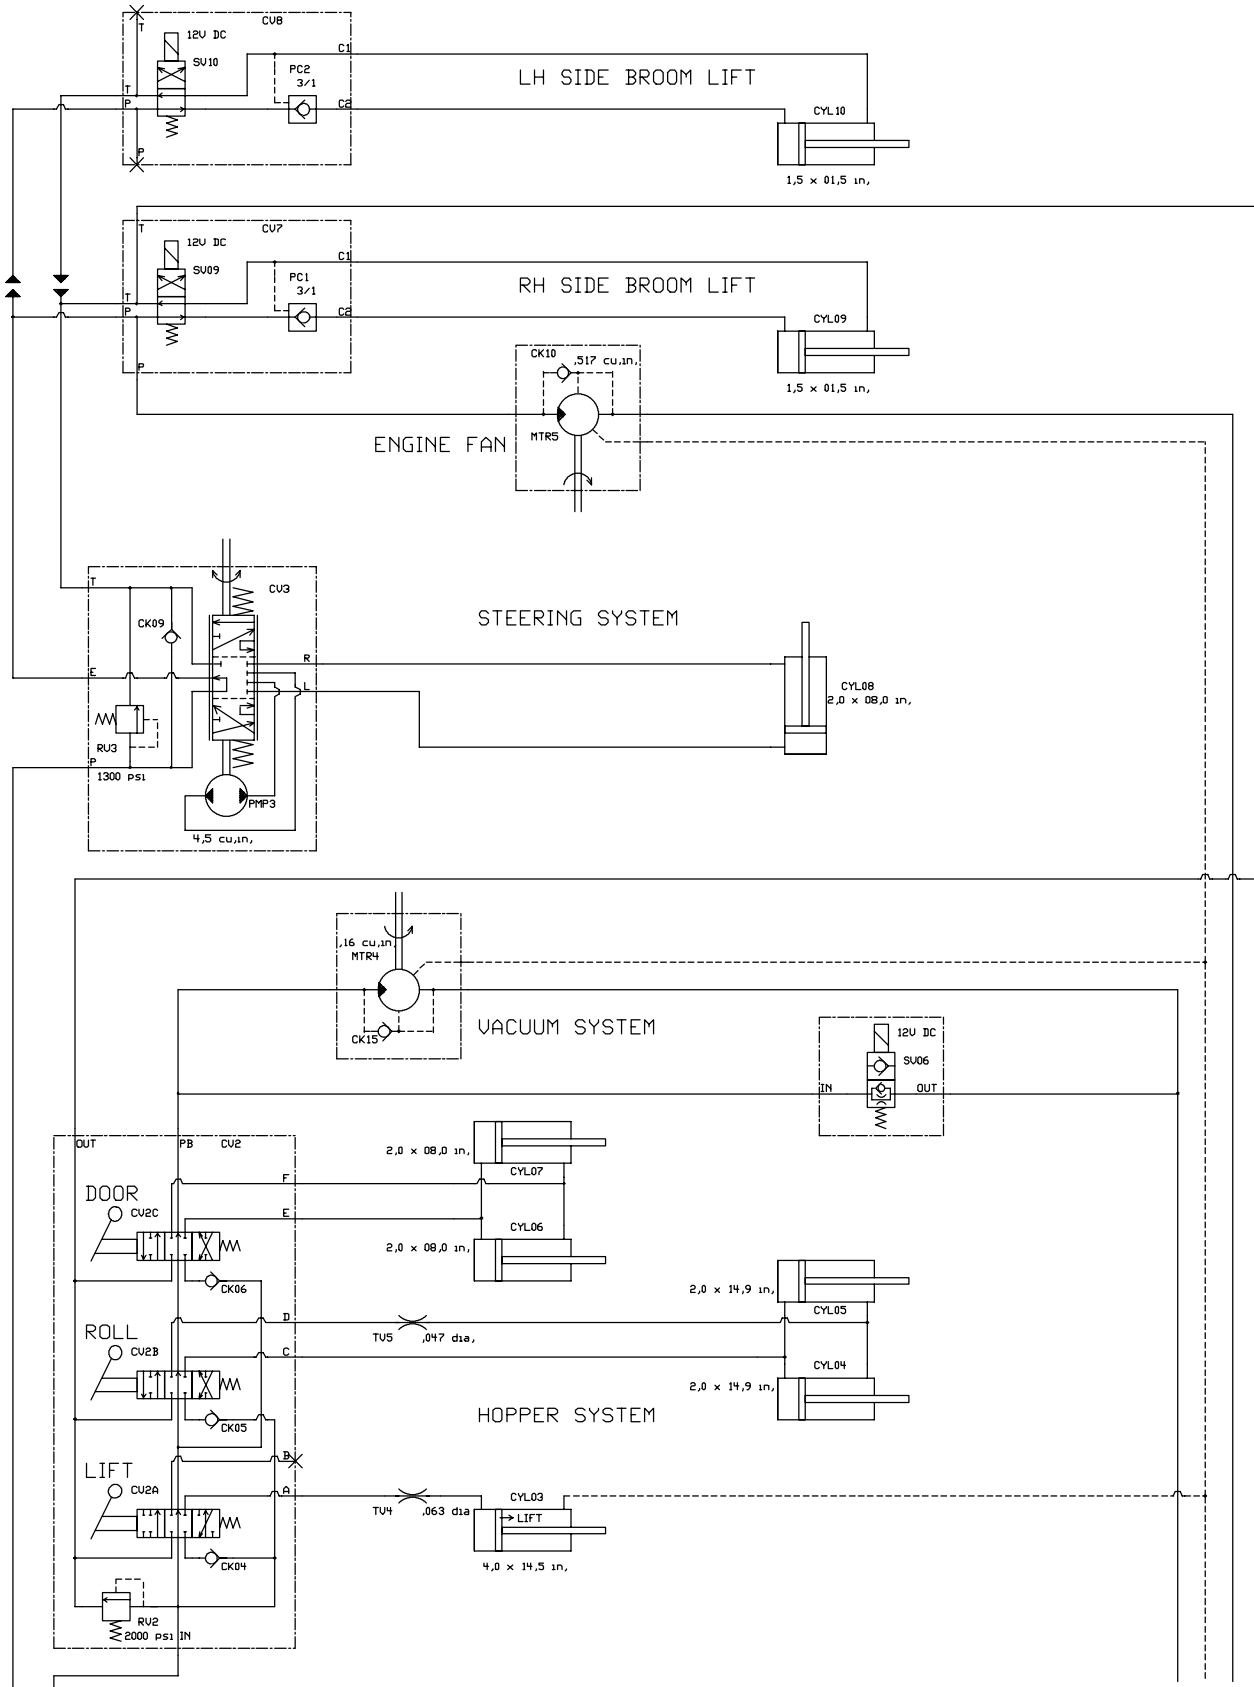 T
CV8
12V DC
SV10
C1
PC2
3/1
LH SIDE BROOM LIFT
T
P
C2
CYL10
P
1,5 x 01,5 in,
T
CV7
12V DC
SV09
C1
PC1
3/1
RH SIDE BROOM LIFT
T
P
C2
CYL09
P
CK10
,517 cu,in,
1,5 x 01,5 in,
MTR5
ENGINE FAN
T
CV3
CK09
STEERING SYSTEM
R
E
L
CYL08
2,0 x 08,0 in,
RV3
P
1300 psi
PMP3
4,5 cu,in,
,16 cu,in,
MTR4
CK15
VACUUM SYSTEM
12V DC
SV06
IN
OUT
OUT
PB
CV2
2,0 x 08,0 in,
CYL07
F
DOOR
CV2C
E
CYL06
2,0 x 08,0 in,
CK06
2,0 x 14,9 in,
CYL05
D
ROLL
TV5
,047 dia,
CV2B
C
CYL04
2,0 x 14,9 in,
CK05
HOPPER SYSTEM
B
LIFT
CV2A
A
CYL03
TV4
,063 dia
LIFT
CK04
4,0 x 14,5 in,
RV2
2000 psi IN